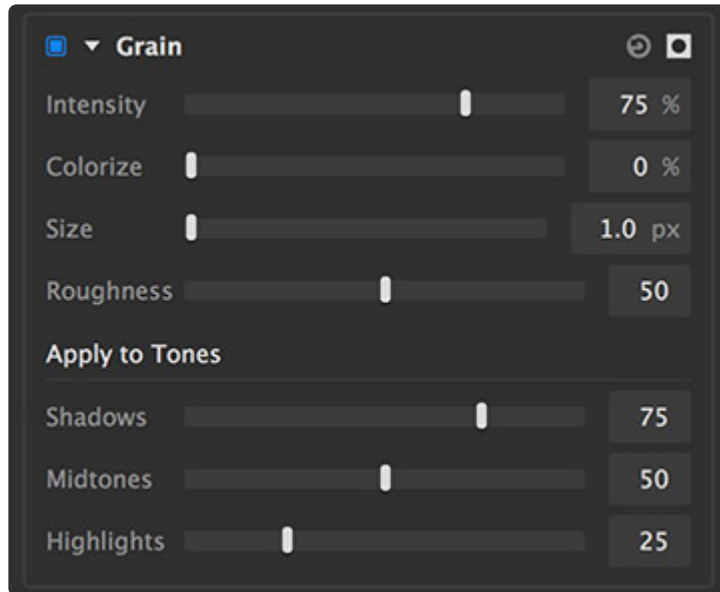 Grain
Intensity 75 %
Colorize 0 %
Size 1.0 px
Roughness 50
Apply to Tones
Shadows 75
Midtones 50
Highlights 25